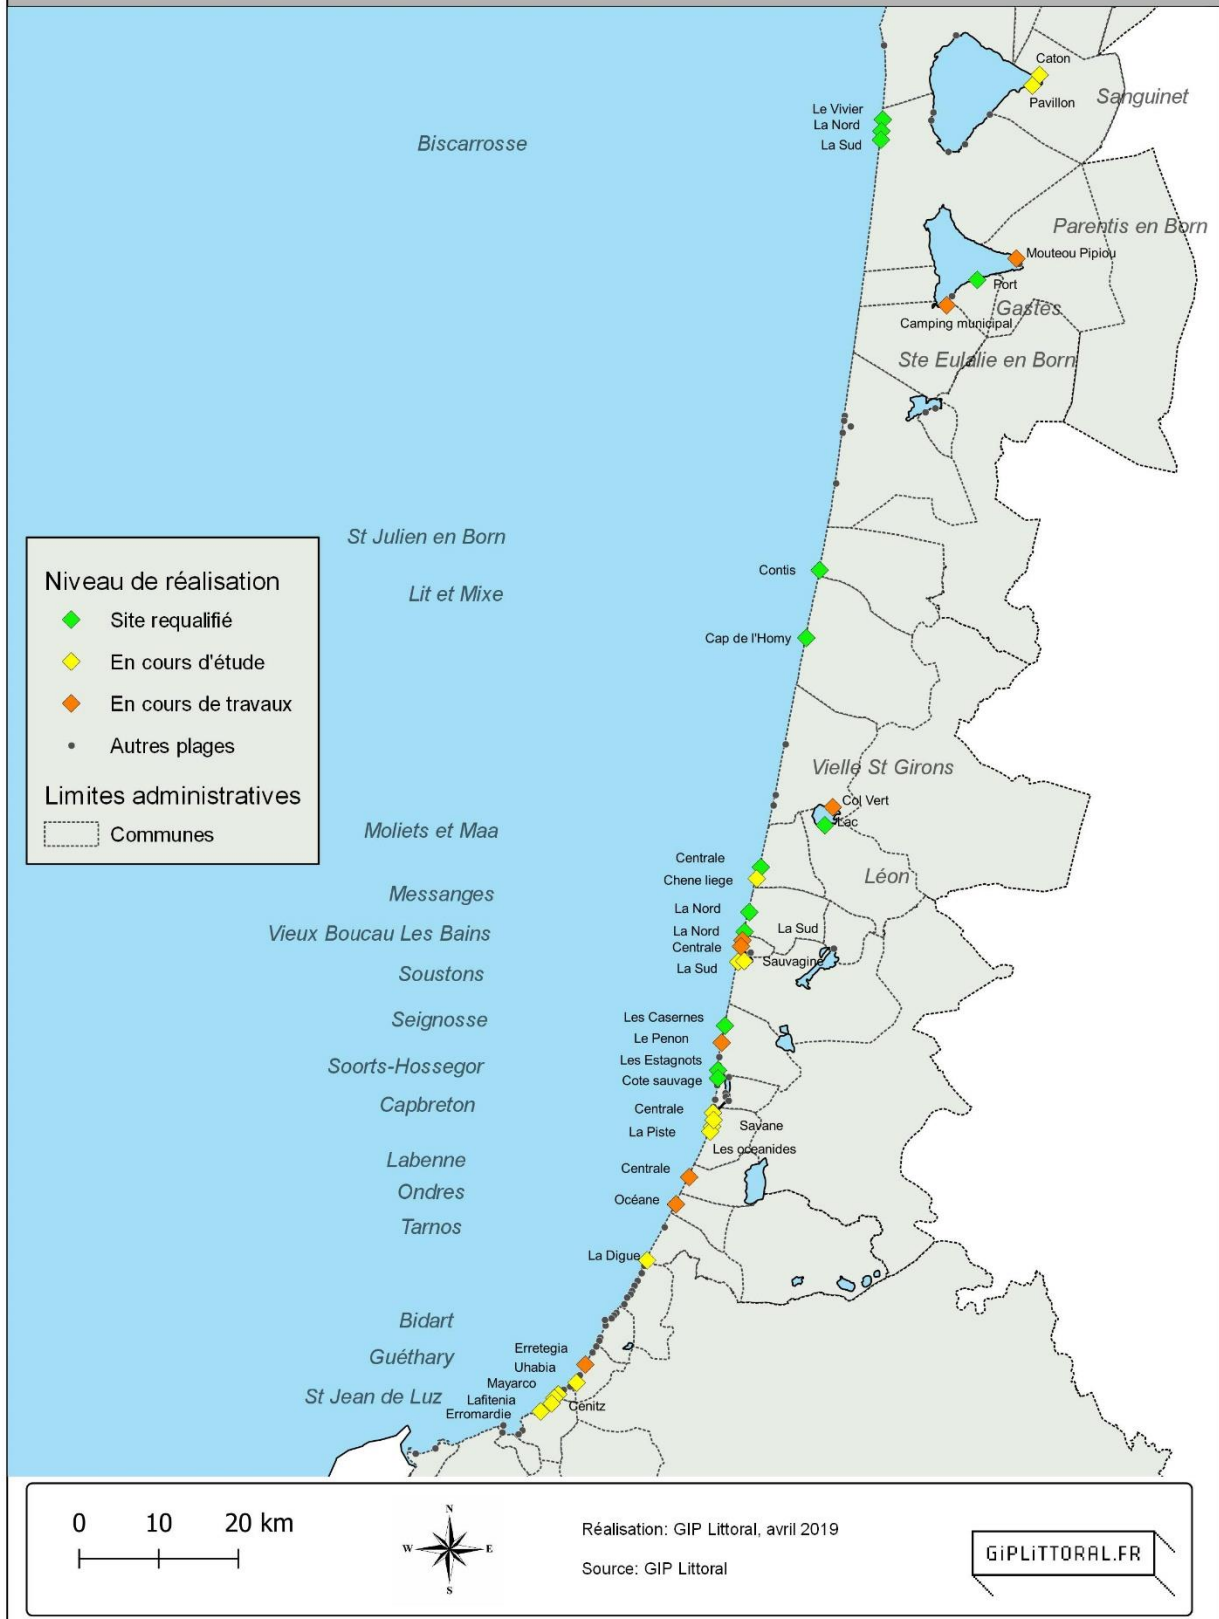 Caton
Sanguinet
Pavillon
Le Vivier
La Nord
La Sud
Biscarrosse
Parentis en Born
Mouteou Pipiou
Port
Gastes
Camping municipal
Ste Eulalie en Born
St Julien en Born
Contis
Lit et Mixe
Cap de l'Homy
Niveau de réalisation
Site requalifié
En cours d'étude
En cours de travaux
Autres plages
Limites administratives
Communes
Vielle St Girons
Col Vert
Lac
Moliets et Maa
Centrale
Chene liege
Léon
Messanges
La Nord
Vieux Boucau Les Bains
La Nord
La Sud
Centrale
Soustons
La Sud
Sauvagine
Seignosse
Les Casernes
Le Penon
Soorts-Hossegor
Les Estagnots
Cote sauvage
Capbreton
Centrale
Savane
La Piste
Les oceanides
Labenne
Centrale
Ondres
Océane
Tarnos
La Digue
Bidart
Erretegia
Guéthary
Uhabia
Mayarco
St Jean de Luz
Lafitenia
Cenitz
Erromardie
0 10 20 km
N
W E
S
Réalisation: GIP Littoral, avril 2019
Source: GIP Littoral
GiPLiTTORAL.FR